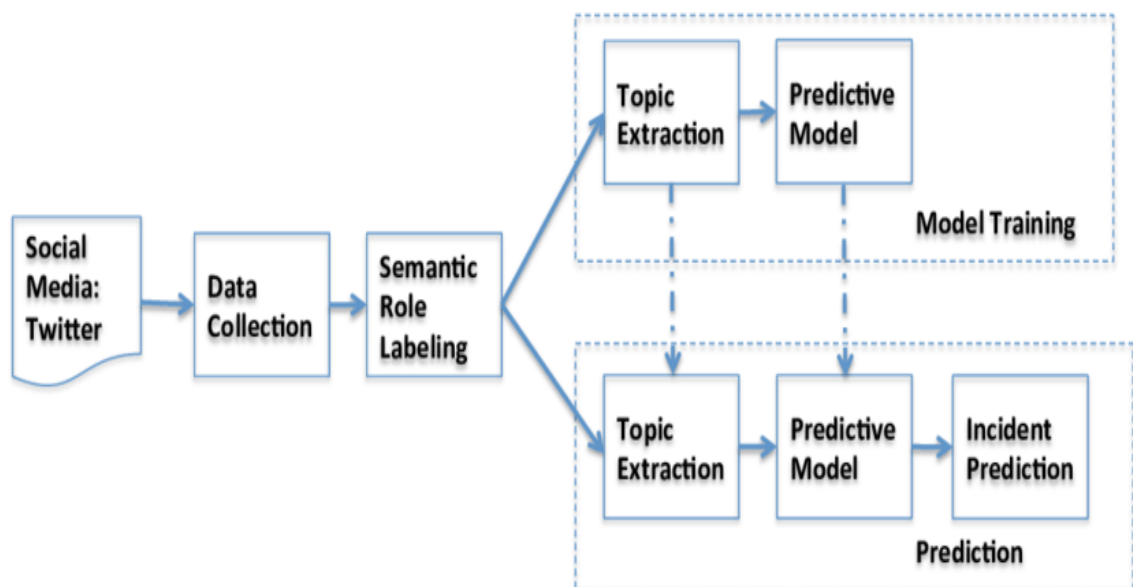 Social
Media:
Twitter
Data
Collection
Semantic
Role
Labeling
Topic
Extraction
Predictive
Model
Model Training
Topic
Extraction
Predictive
Model
Incident
Prediction
Prediction